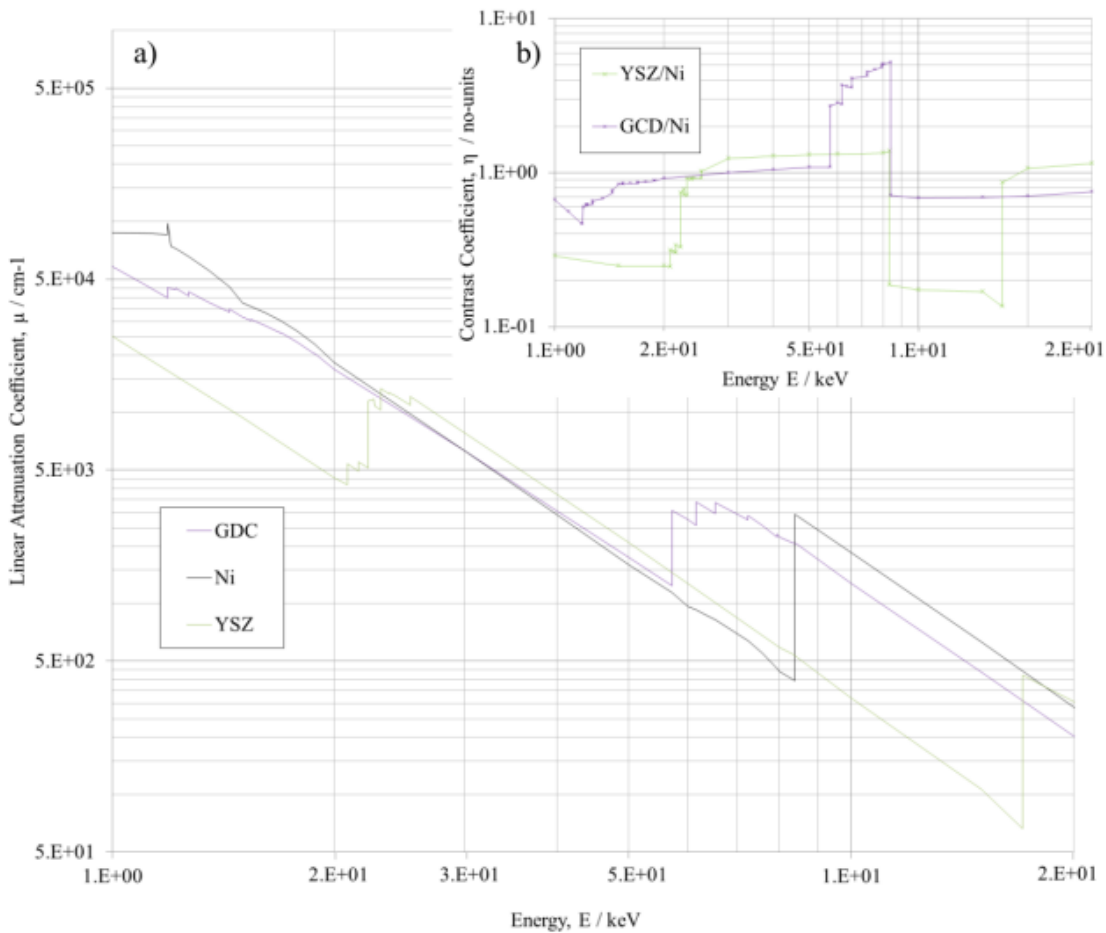 a)
5.E+05
5.E+04
5.E+03
5.E+02
5.E+01
Linear Attenuation Coefficient, μ / cm-1
GDC
Ni
YSZ
1.E+00 2.E+01 3.E+01 5.E+01 1.E+01 2.E+01
Energy, E / keV
b)
1.E+01
1.E+00
1.E-01
Contrast Coefficient, η / no-units
YSZ/Ni
GCD/Ni
1.E+00 2.E+01 5.E+01 1.E+01 2.E+01
Energy E / keV